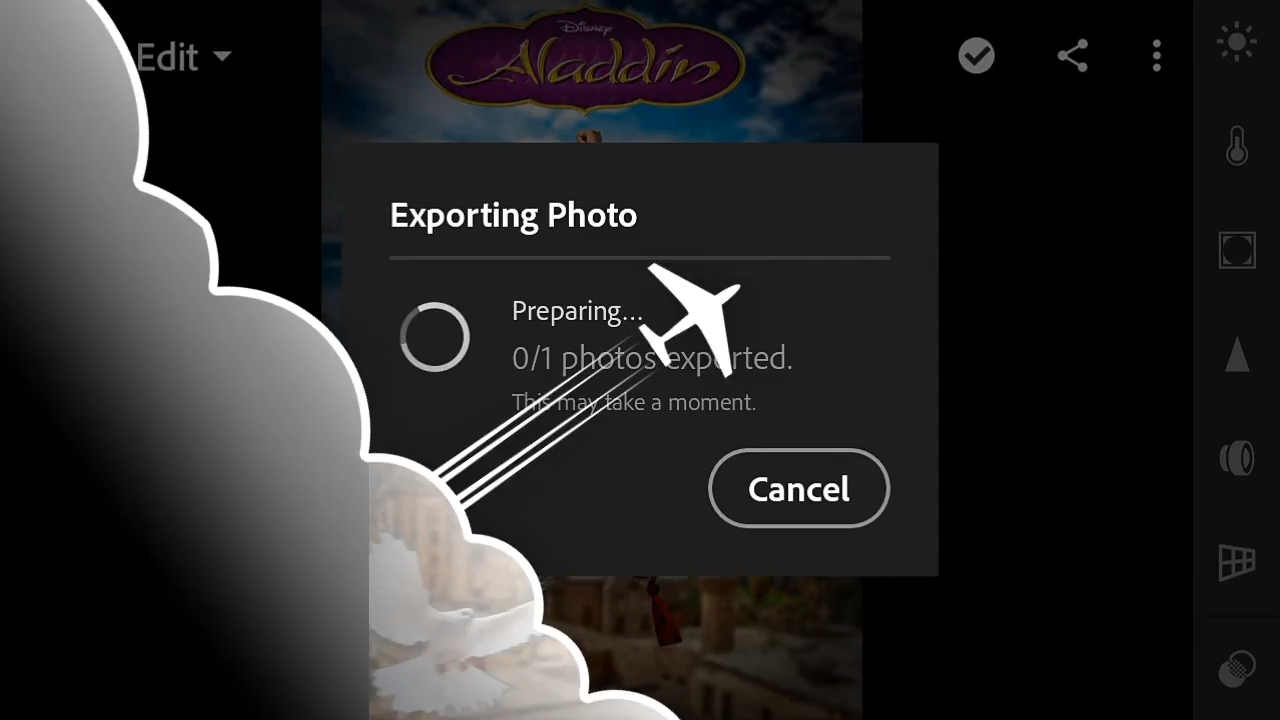 Edit
Disney
Aladdin
Exporting Photo
Preparing...
0/1 photos exported.
This may take a moment.
Cancel